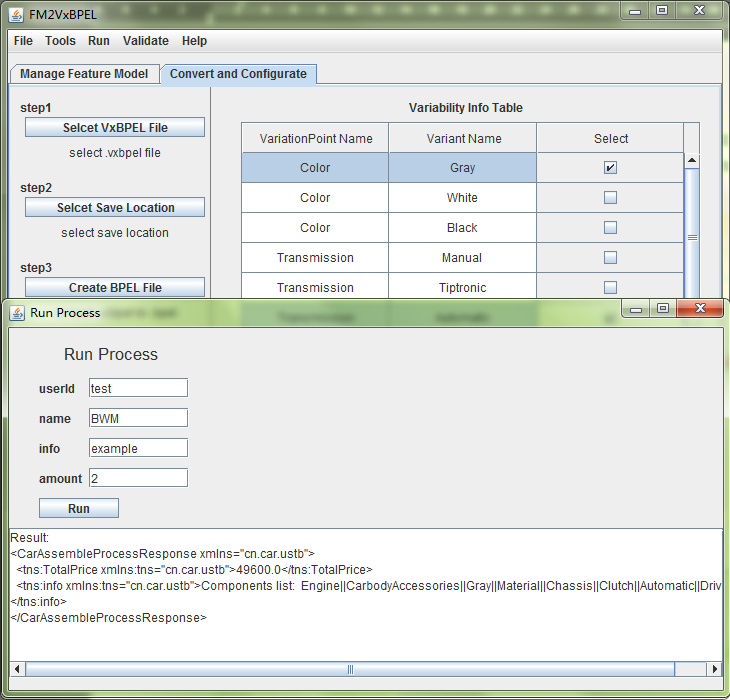 FM2VxBPEL
File Tools Run Validate Help
Manage Feature Model Convert and Configurate
step1
Selcet VxBPEL File
select .vxbpel file
step2
Selcet Save Location
select save location
step3
Create BPEL File
Variability Info Table
VariationPoint Name Variant Name Select
Color Gray
Color White
Color Black
Transmission Manual
Transmission Tiptronic
Transmission Automatic
Run Process
Run Process
userId test
name BWM
info example
amount 2
Run
Result:
<CarAssembleProcessResponse xmlns="cn.car.ustb">
<tns:TotalPrice xmlns:tns="cn.car.ustb">49600.0</tns:TotalPrice>
<tns:info xmlns:tns="cn.car.ustb">Components list: Engine||CarbodyAccessories||Gray||Material||Chassis||Clutch||Automatic||Driv
</tns:info>
</CarAssembleProcessResponse>